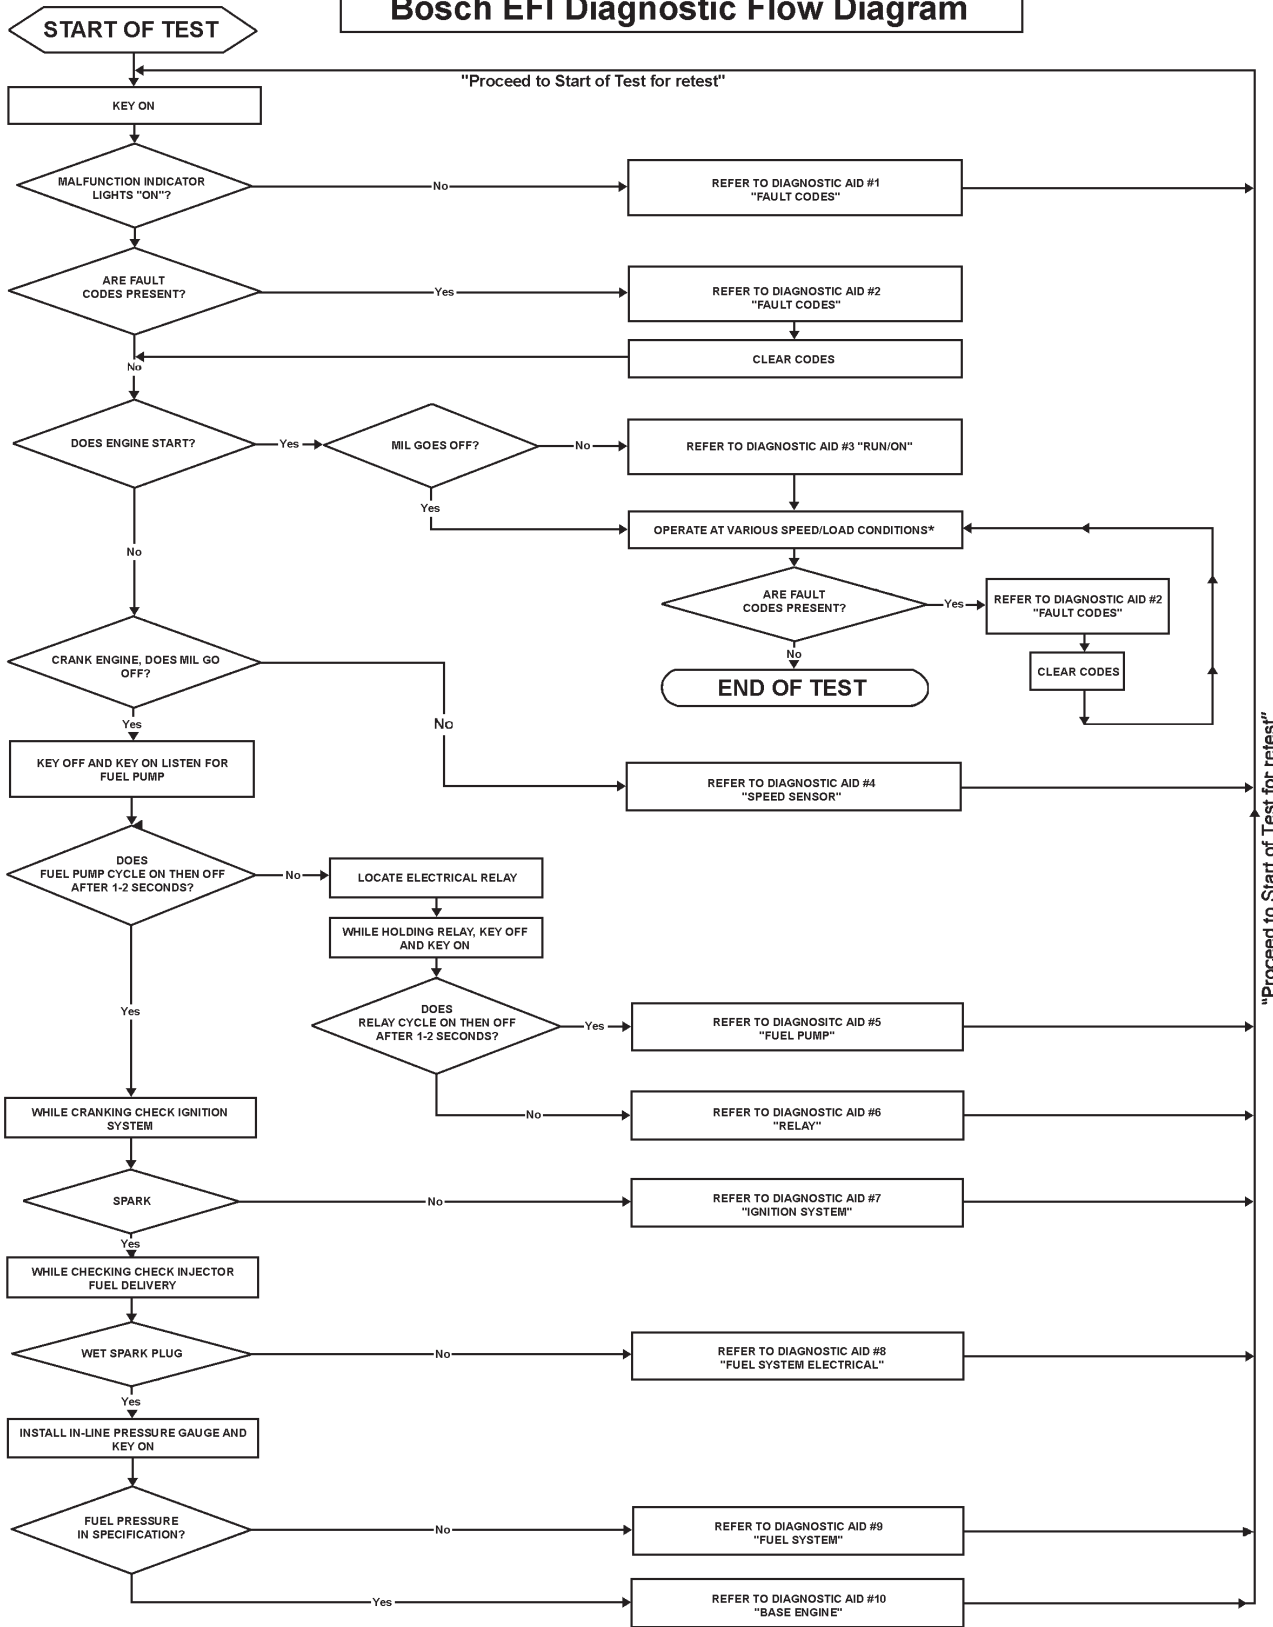 Bosch EFI Diagnostic Flow Diagram
START OF TEST
"Proceed to Start of Test for retest"
KEY ON
MALFUNCTION INDICATOR
LIGHTS "ON"?
No
REFER TO DIAGNOSTIC AID #1
"FAULT CODES"
ARE FAULT
CODES PRESENT?
Yes
REFER TO DIAGNOSTIC AID #2
"FAULT CODES"
CLEAR CODES
No
DOES ENGINE START?
Yes
MIL GOES OFF?
No
REFER TO DIAGNOSTIC AID #3 "RUN/ON"
Yes
OPERATE AT VARIOUS SPEED/LOAD CONDITIONS*
No
ARE FAULT
CODES PRESENT?
Yes
REFER TO DIAGNOSTIC AID #2
"FAULT CODES"
No
CLEAR CODES
END OF TEST
CRANK ENGINE, DOES MIL GO
OFF?
No
Yes
KEY OFF AND KEY ON LISTEN FOR
FUEL PUMP
REFER TO DIAGNOSTIC AID #4
"SPEED SENSOR"
"Proceed to Start of Test for retest"
DOES
FUEL PUMP CYCLE ON THEN OFF
AFTER 1-2 SECONDS?
No
LOCATE ELECTRICAL RELAY
WHILE HOLDING RELAY, KEY OFF
AND KEY ON
Yes
DOES
RELAY CYCLE ON THEN OFF
AFTER 1-2 SECONDS?
Yes
REFER TO DIAGNOSITC AID #5
"FUEL PUMP"
No
REFER TO DIAGNOSTIC AID #6
"RELAY"
WHILE CRANKING CHECK IGNITION
SYSTEM
SPARK
No
REFER TO DIAGNOSTIC AID #7
"IGNITION SYSTEM"
Yes
WHILE CHECKING CHECK INJECTOR
FUEL DELIVERY
WET SPARK PLUG
No
REFER TO DIAGNOSTIC AID #8
"FUEL SYSTEM ELECTRICAL"
Yes
INSTALL IN-LINE PRESSURE GAUGE AND
KEY ON
FUEL PRESSURE
IN SPECIFICATION?
No
REFER TO DIAGNOSTIC AID #9
"FUEL SYSTEM"
Yes
REFER TO DIAGNOSTIC AID #10
"BASE ENGINE"